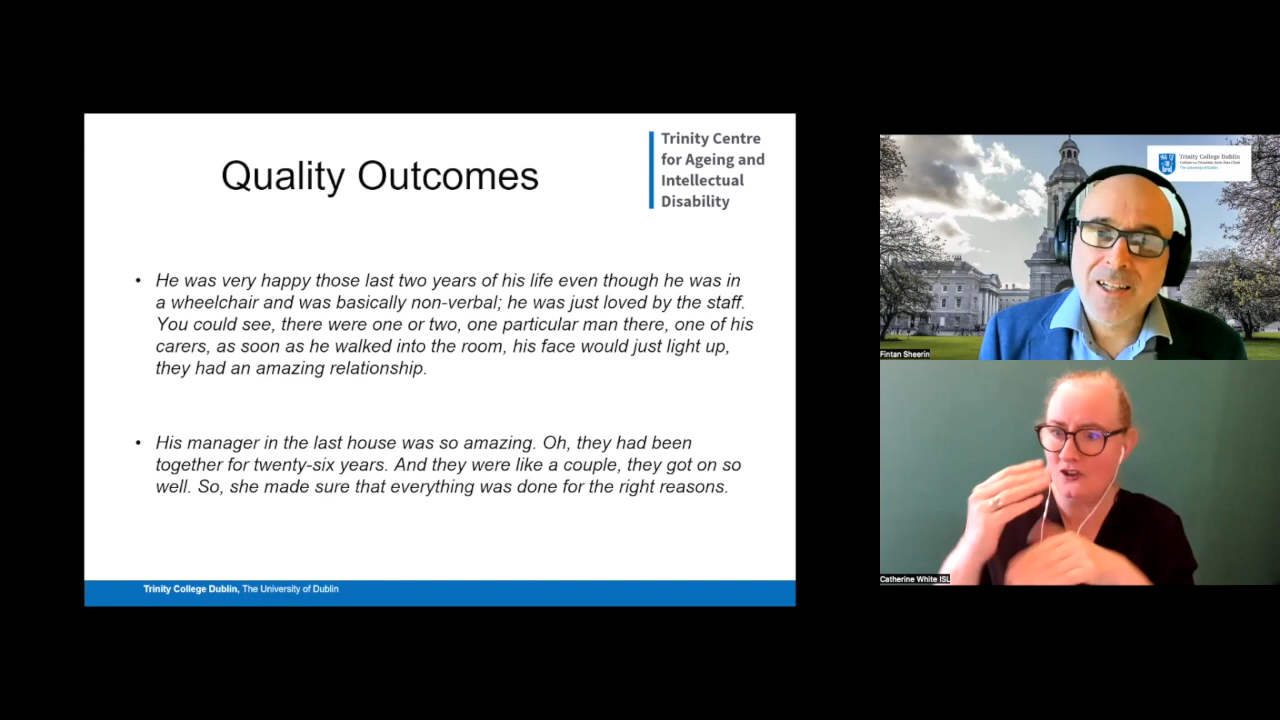 Quality Outcomes
Trinity Centre
for Ageing and
Intellectual
Disability
• He was very happy those last two years of his life even though he was in
a wheelchair and was basically non-verbal; he was just loved by the staff.
You could see, there were one or two, one particular man there, one of his
carers, as soon as he walked into the room, his face would just light up,
they had an amazing relationship.
• His manager in the last house was so amazing. Oh, they had been
together for twenty-six years. And they were like a couple, they got on so
well. So, she made sure that everything was done for the right reasons.
Trinity College Dublin, The University of Dublin
Trinity College Dublin
The University of Dublin
Fintan Sheerin
Catherine White ISL